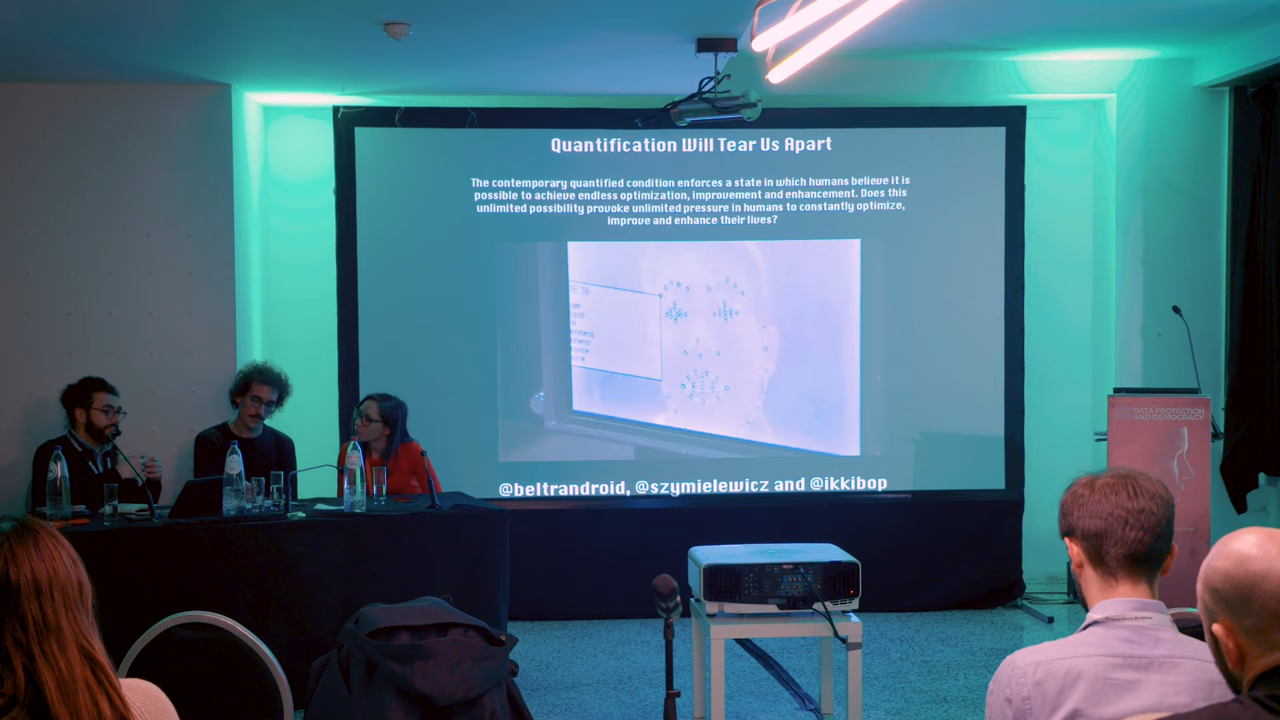 Quantification Will Tear Us Apart
The contemporary quantified condition enforces a state in which humans believe it is
possible to achieve endless optimization, improvement and enhancement. Does this
unlimited possibility provoke unlimited pressure in humans to constantly optimize,
improve and enhance their lives?
@beltrandroid, @szymielewicz and @ikkibop
DATA PROTECTION
AND DEMOCRACY